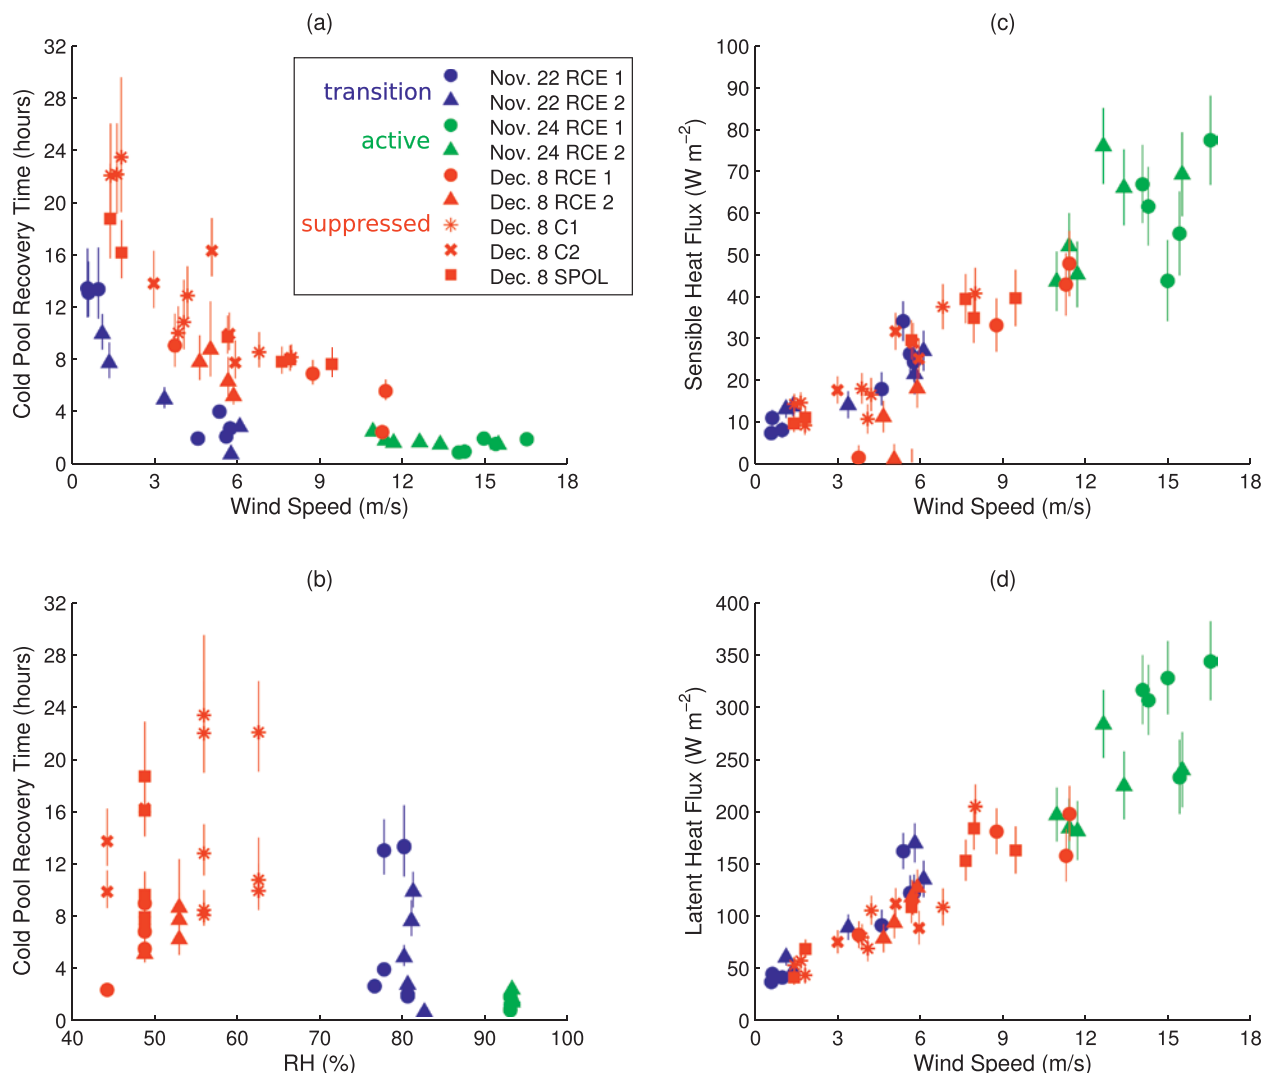 (a)
Cold Pool Recovery Time (hours)
32
28
24
20
16
12
8
4
0
0 3 6 9 12 15 18
Wind Speed (m/s)
transition
active
suppressed
Nov. 22 RCE 1
Nov. 22 RCE 2
Nov. 24 RCE 1
Nov. 24 RCE 2
Dec. 8 RCE 1
Dec. 8 RCE 2
Dec. 8 C1
Dec. 8 C2
Dec. 8 SPOL
(c)
Sensible Heat Flux (W m−2)
100
90
80
70
60
50
40
30
20
10
0
0 3 6 9 12 15 18
Wind Speed (m/s)
(b)
Cold Pool Recovery Time (hours)
32
28
24
20
16
12
8
4
0
40 50 60 70 80 90 100
RH (%)
(d)
Latent Heat Flux (W m−2)
400
350
300
250
200
150
100
50
0
0 3 6 9 12 15 18
Wind Speed (m/s)